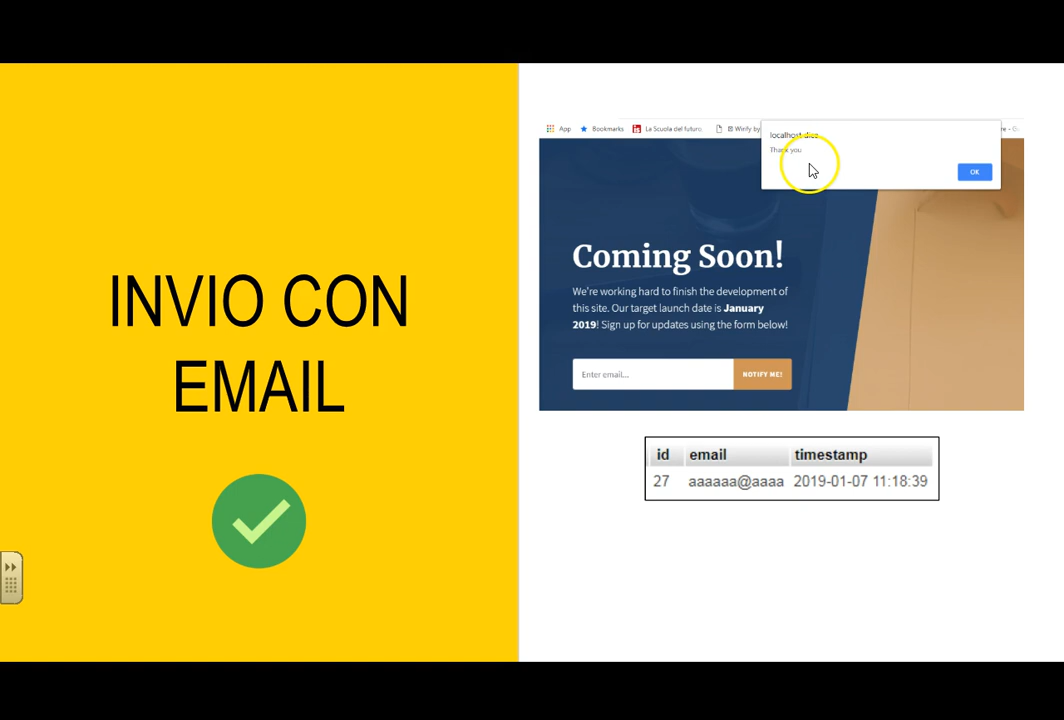 INVIO CON
EMAIL
App Bookmarks La Scuola del futuro Winify by
localhost dice
Thank you
OK
Coming Soon!
We're working hard to finish the development of
this site. Our target launch date is January
2019! Sign up for updates using the form below!
Enter email...
NOTIFY ME!
id email timestamp
27 aaaaaa@aaaa 2019-01-07 11:18:39